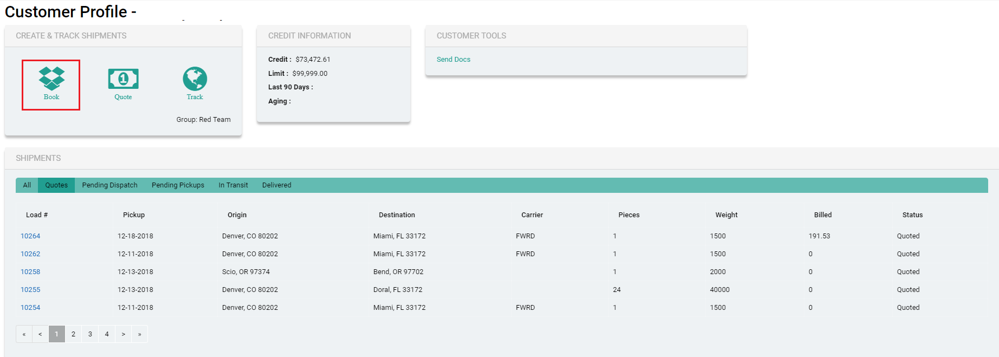 Customer Profile -
CREATE & TRACK SHIPMENTS
Book
1
Quote
Track
Group: Red Team
CREDIT INFORMATION
Credit : $73,472.61
Limit : $99,999.00
Last 90 Days :
Aging :
CUSTOMER TOOLS
Send Docs
SHIPMENTS
All Quotes Pending Dispatch Pending Pickups In Transit Delivered
Load # Pickup Origin Destination Carrier Pieces Weight Billed Status
10264 12-18-2018 Denver, CO 80202 Miami, FL 33172 FWRD 1 1500 191.53 Quoted
10262 12-11-2018 Denver, CO 80202 Miami, FL 33172 FWRD 1 1500 0 Quoted
10258 12-13-2018 Scio, OR 97374 Bend, OR 97702 1 2000 0 Quoted
10255 12-13-2018 Denver, CO 80202 Doral, FL 33172 24 40000 0 Quoted
10254 12-11-2018 Denver, CO 80202 Miami, FL 33172 FWRD 1 1500 0 Quoted
« < 1 2 3 4 > »